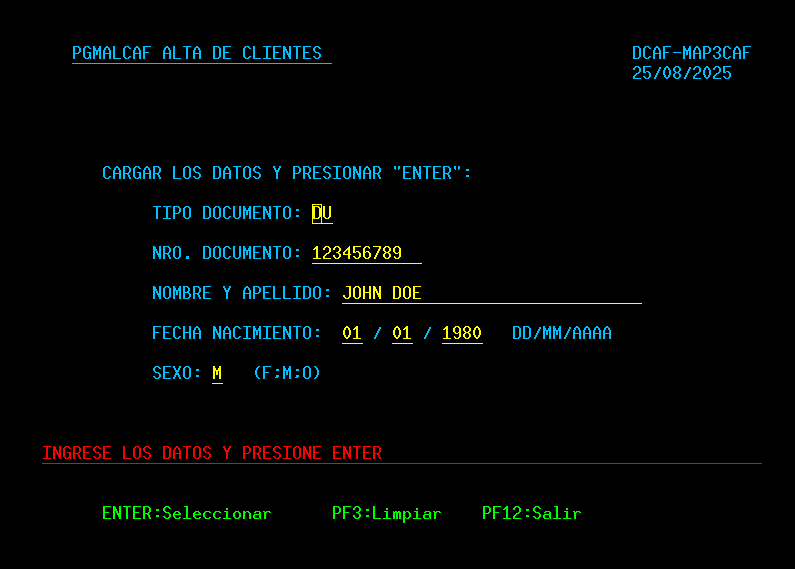 PGMALCAF ALTA DE CLIENTES DCAF-MAP3CAF
25/08/2025
CARGAR LOS DATOS Y PRESIONAR "ENTER":
TIPO DOCUMENTO: DU
NRO. DOCUMENTO: 123456789
NOMBRE Y APELLIDO: JOHN DOE
FECHA NACIMIENTO: 01 / 01 / 1980 DD/MM/AAAA
SEXO: M (F;M;O)
INGRESE LOS DATOS Y PRESIONE ENTER
ENTER:Seleccionar PF3:Limpiar PF12:Salir